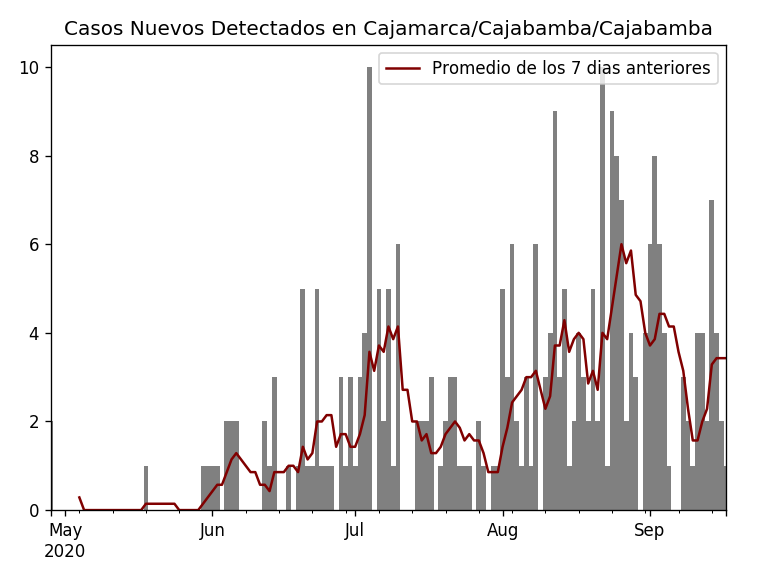 Casos Nuevos Detectados en Cajamarca/Cajabamba/Cajabamba
Promedio de los 7 dias anteriores
10
8
6
4
2
0
May Jun Jul Aug Sep
2020